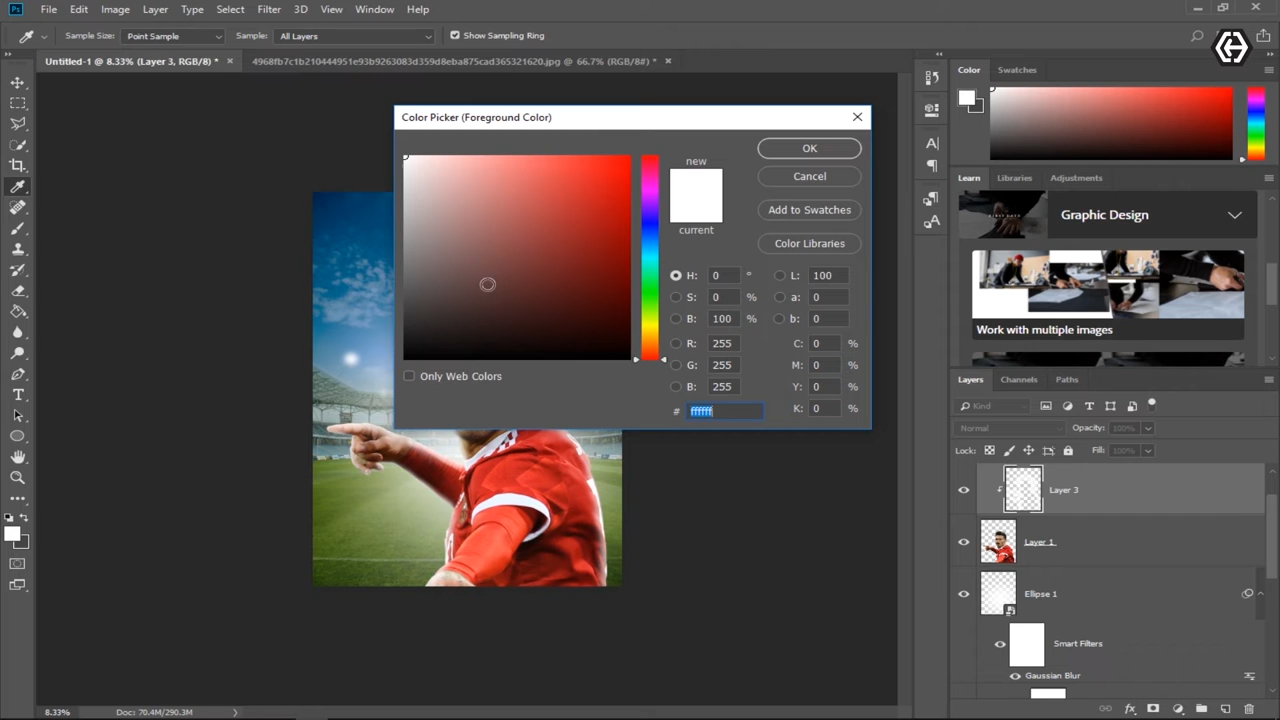 Ps File Edit Image Layer Type Select Filter 3D View Window Help
Sample Size: Point Sample Sample: All Layers Show Sampling Ring
Untitled-1 @ 8.33% (Layer 3, RGB/8) * 4968fb7c1b210444951e93b9263083d359d8eba875cad365321620.jpg @ 66.7% (RGB/8#) *
Color Swatches
Color Picker (Foreground Color)
new
current
OK
Cancel
Add to Swatches
Color Libraries
H: 0 ° L: 100
S: 0 % a: 0
B: 100 % b: 0
R: 255 C: 0 %
G: 255 M: 0 %
B: 255 Y: 0 %
# ffffff K: 0 %
Only Web Colors
Learn Libraries Adjustments
Graphic Design
Work with multiple images
Layers Channels Paths
Kind
Normal Opacity: 100%
Lock: Fill: 100%
Layer 3
Layer 1
Ellipse 1
Smart Filters
Gaussian Blur
8.33% Doc: 70.4M/290.3M